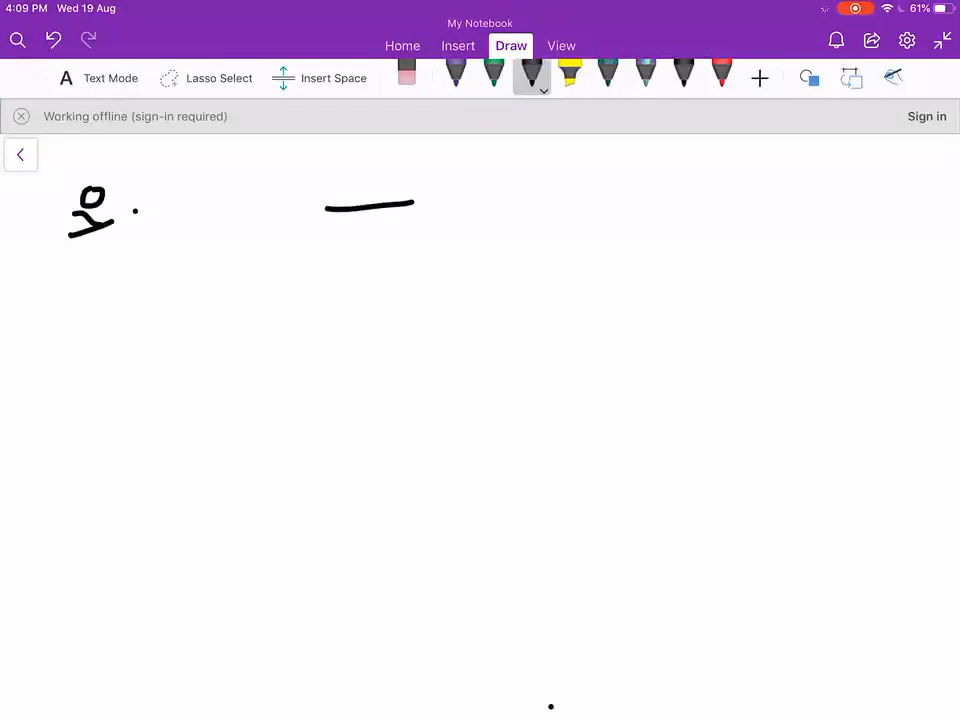 4:09 PM Wed 19 Aug 61%
My Notebook
Home Insert Draw View
A Text Mode Lasso Select Insert Space
Working offline (sign-in required) Sign in